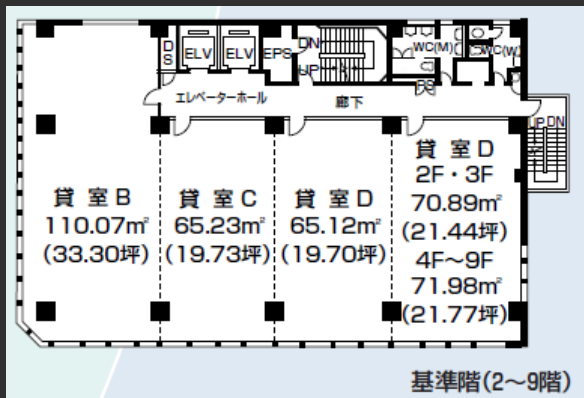 DS
ELV
ELV
EPS
DN
UP
WC(M)
WC(W)
PS
エレベーターホール
廊下
UP DN
貸室B
110.07㎡
(33.30坪)
貸室C
65.23㎡
(19.73坪)
貸室D
65.12㎡
(19.70坪)
貸室D
2F・3F
70.89㎡
(21.44坪)
4F〜9F
71.98㎡
(21.77坪)
基準階(2〜9階)